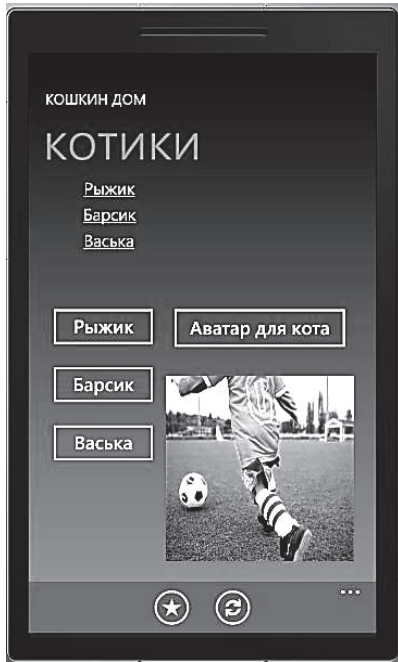 КОШКИН ДОМ
КОТИКИ
Рыжик
Барсик
Васька
Рыжик
Аватар для кота
Барсик
Васька